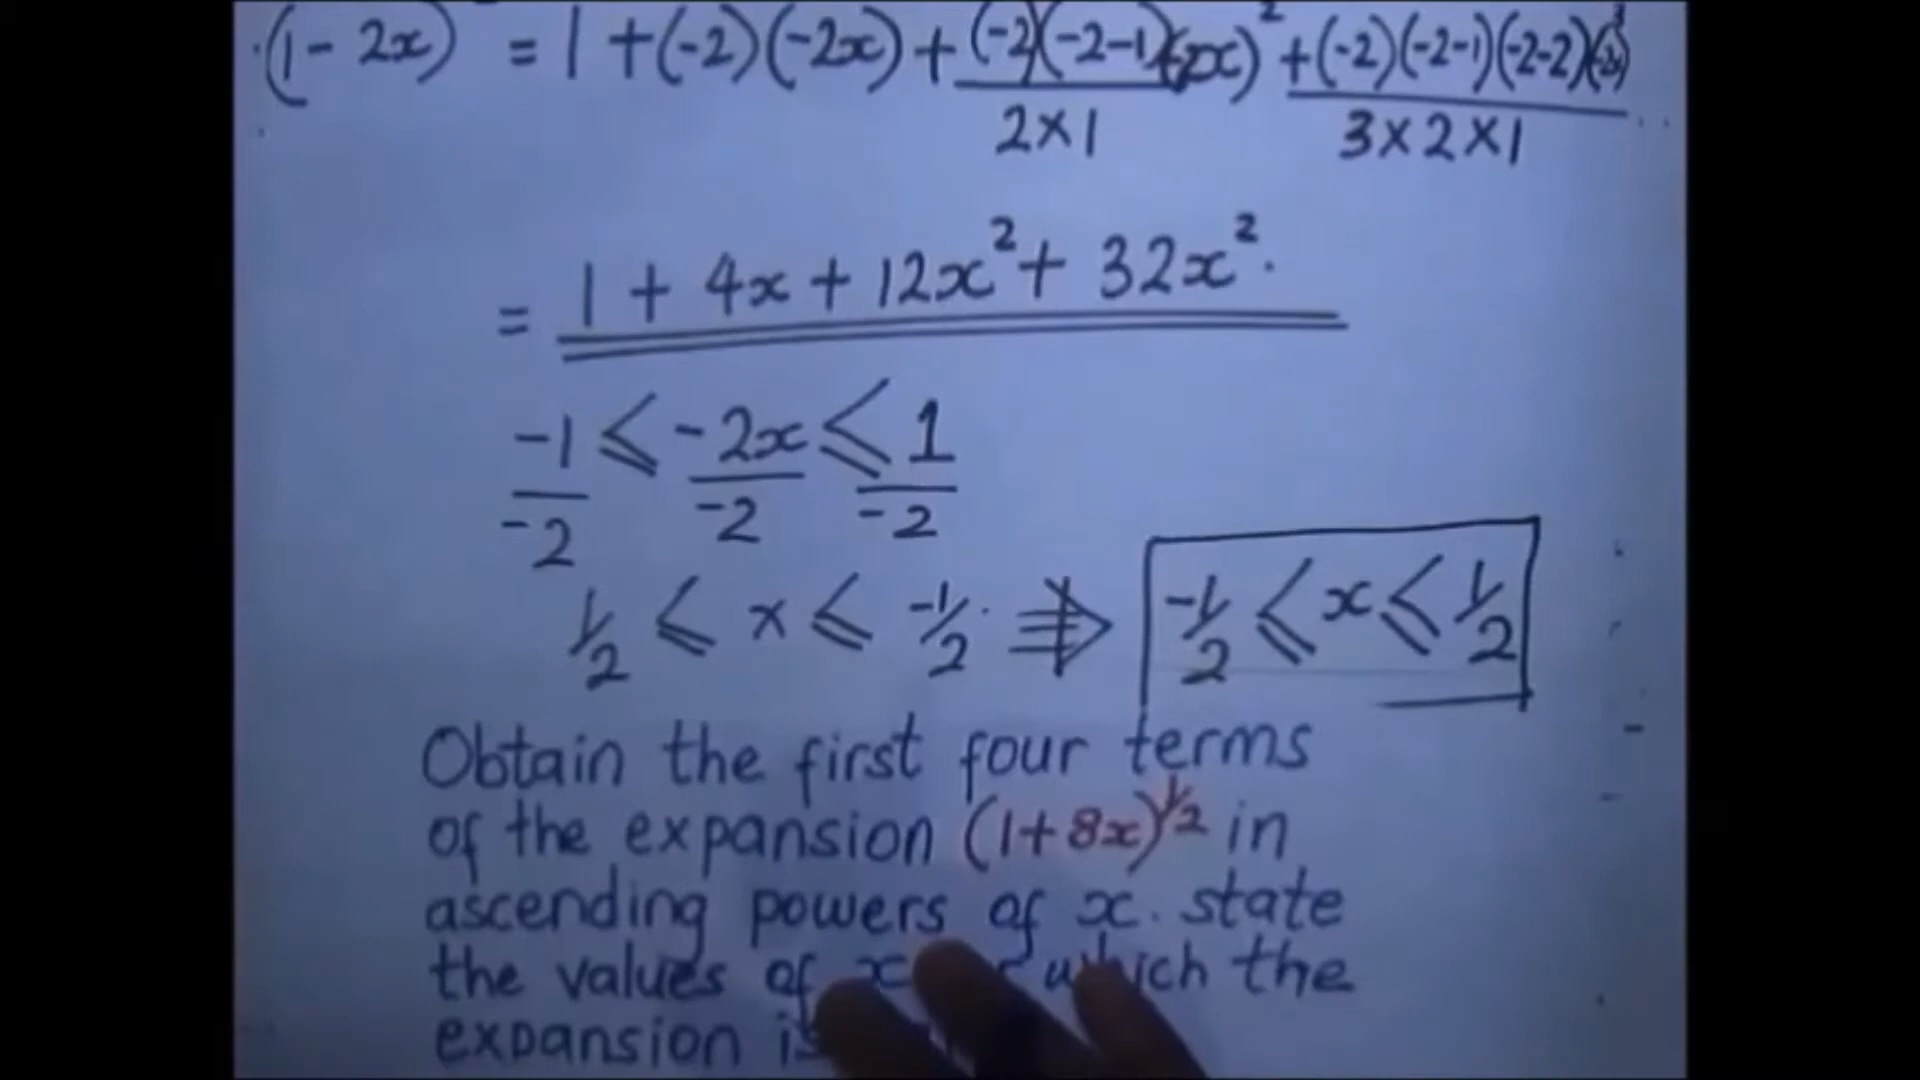 (1 - 2x) = 1 + (-2)(-2x) + (-2)(-2-1)(-2x)² + (-2)(-2-1)(-2-2)(-2x)³
2×1 3×2×1 ...
= 1 + 4x + 12x² + 32x².
-1 ≤ -2x ≤ 1
-2 -2 -2
1/2 ≤ x ≤ -1/2. ⇒ -1/2 ≤ x ≤ 1/2
Obtain the first four terms
of the expansion (1+8x)^1/2 in
ascending powers of x. state
the values of x which the
expansion is